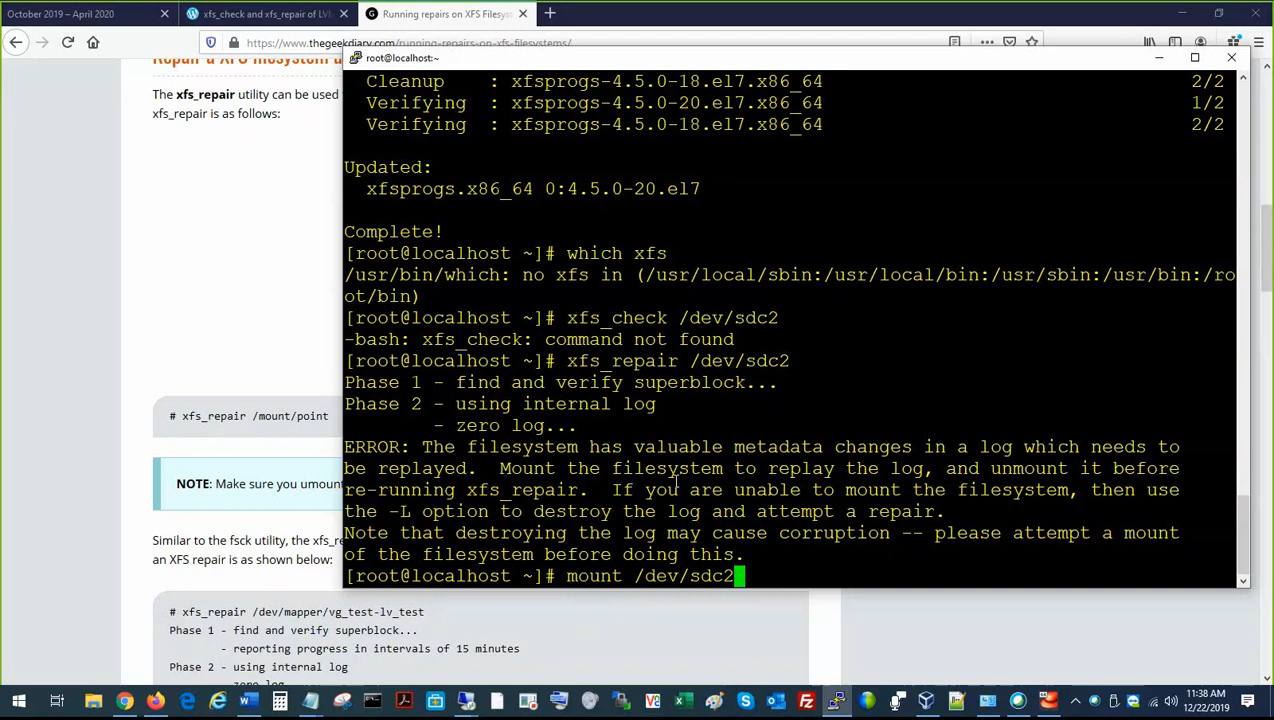 October 2019 – April 2020
xfs_check and xfs_repair of LVM
Running repairs on XFS Filesys
https://www.thegeekdiary.com/running-repairs-on-xfs-filesystems/
The xfs_repair utility can be used
xfs_repair is as follows:
# xfs_repair /mount/point
NOTE: Make sure you umount
Similar to the fsck utility, the xfs_
an XFS repair is as shown below:
# xfs_repair /dev/mapper/vg_test-lv_test
Phase 1 - find and verify superblock...
- reporting progress in intervals of 15 minutes
Phase 2 - using internal log
- zero log...
root@localhost:~
Cleanup : xfsprogs-4.5.0-18.el7.x86_64 2/2
Verifying : xfsprogs-4.5.0-20.el7.x86_64 1/2
Verifying : xfsprogs-4.5.0-18.el7.x86_64 2/2
Updated:
xfsprogs.x86_64 0:4.5.0-20.el7
Complete!
[root@localhost ~]# which xfs
/usr/bin/which: no xfs in (/usr/local/sbin:/usr/local/bin:/usr/sbin:/usr/bin:/ro
ot/bin)
[root@localhost ~]# xfs_check /dev/sdc2
-bash: xfs_check: command not found
[root@localhost ~]# xfs_repair /dev/sdc2
Phase 1 - find and verify superblock...
Phase 2 - using internal log
- zero log...
ERROR: The filesystem has valuable metadata changes in a log which needs to
be replayed. Mount the filesystem to replay the log, and unmount it before
re-running xfs_repair. If you are unable to mount the filesystem, then use
the -L option to destroy the log and attempt a repair.
Note that destroying the log may cause corruption -- please attempt a mount
of the filesystem before doing this.
[root@localhost ~]# mount /dev/sdc2
11:38 AM
12/22/2019